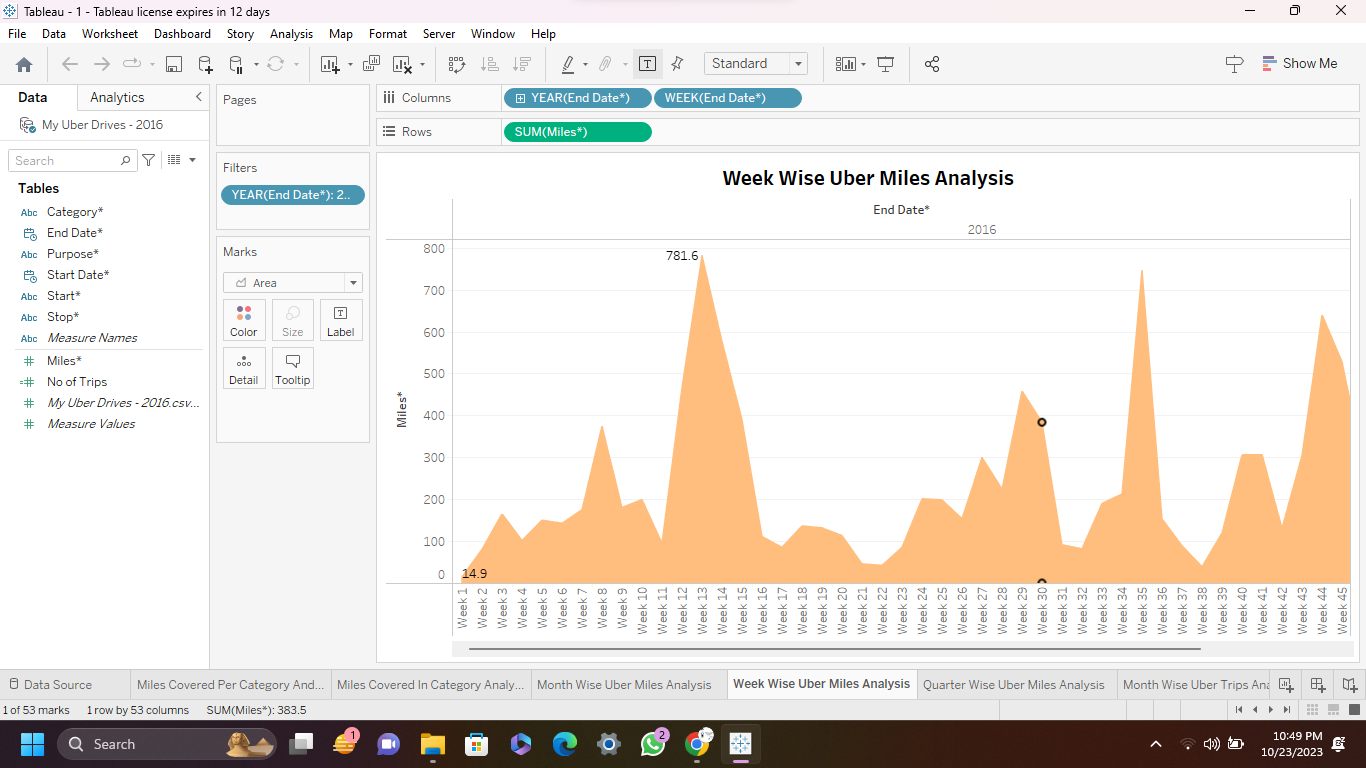 Tableau - 1 - Tableau license expires in 12 days
File Data Worksheet Dashboard Story Analysis Map Format Server Window Help
Standard
Show Me
Data Analytics
My Uber Drives - 2016
Search
Tables
Abc Category*
End Date*
Abc Purpose*
Start Date*
Abc Start*
Abc Stop*
Abc Measure Names
# Miles*
=# No of Trips
# My Uber Drives - 2016.csv...
# Measure Values
Pages
Filters
YEAR(End Date*): 2..
Marks
Area
Color Size Label
Detail Tooltip
Columns YEAR(End Date*) WEEK(End Date*)
Rows SUM(Miles*)
Week Wise Uber Miles Analysis
End Date*
2016
Miles*
800
700
600
500
400
300
200
100
0
781.6
14.9
Week 1
Week 2
Week 3
Week 4
Week 5
Week 6
Week 7
Week 8
Week 9
Week 10
Week 11
Week 12
Week 13
Week 14
Week 15
Week 16
Week 17
Week 18
Week 19
Week 20
Week 21
Week 22
Week 23
Week 24
Week 25
Week 26
Week 27
Week 28
Week 29
Week 30
Week 31
Week 32
Week 33
Week 34
Week 35
Week 36
Week 37
Week 38
Week 39
Week 40
Week 41
Week 42
Week 43
Week 44
Week 45
Data Source Miles Covered Per Category And... Miles Covered In Category Analy... Month Wise Uber Miles Analysis Week Wise Uber Miles Analysis Quarter Wise Uber Miles Analysis Month Wise Uber Trips Ana
1 of 53 marks 1 row by 53 columns SUM(Miles*): 383.5
Search
1
2
10:49 PM
10/23/2023